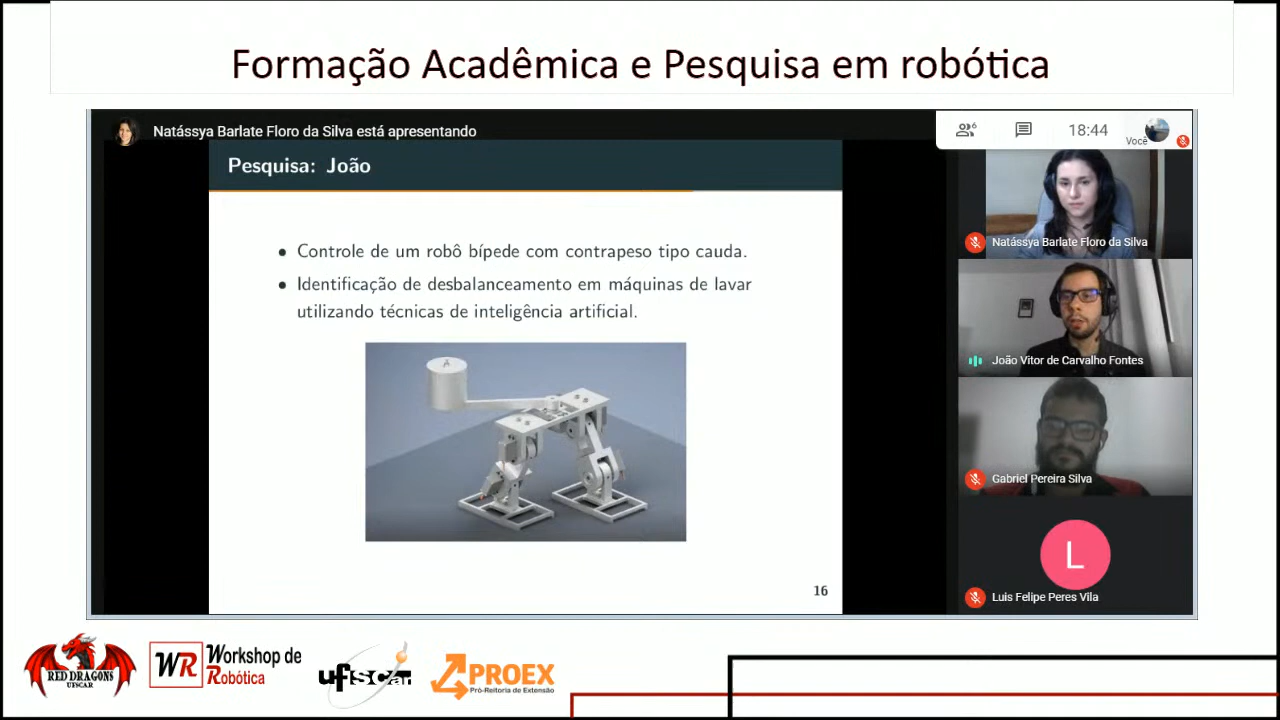 Formação Acadêmica e Pesquisa em robótica
Natássya Barlate Floro da Silva está apresentando
6
18:44
Você
Pesquisa: João
• Controle de um robô bípede com contrapeso tipo cauda.
• Identificação de desbalanceamento em máquinas de lavar
utilizando técnicas de inteligência artificial.
16
Natássya Barlate Floro da Silva
João Vitor de Carvalho Fontes
Gabriel Pereira Silva
L
Luis Felipe Peres Vila
RED DRAGONS
UFSCAR
WR
Workshop de
Robótica
ufscar
PROEX
Pró-Reitoria de Extensão